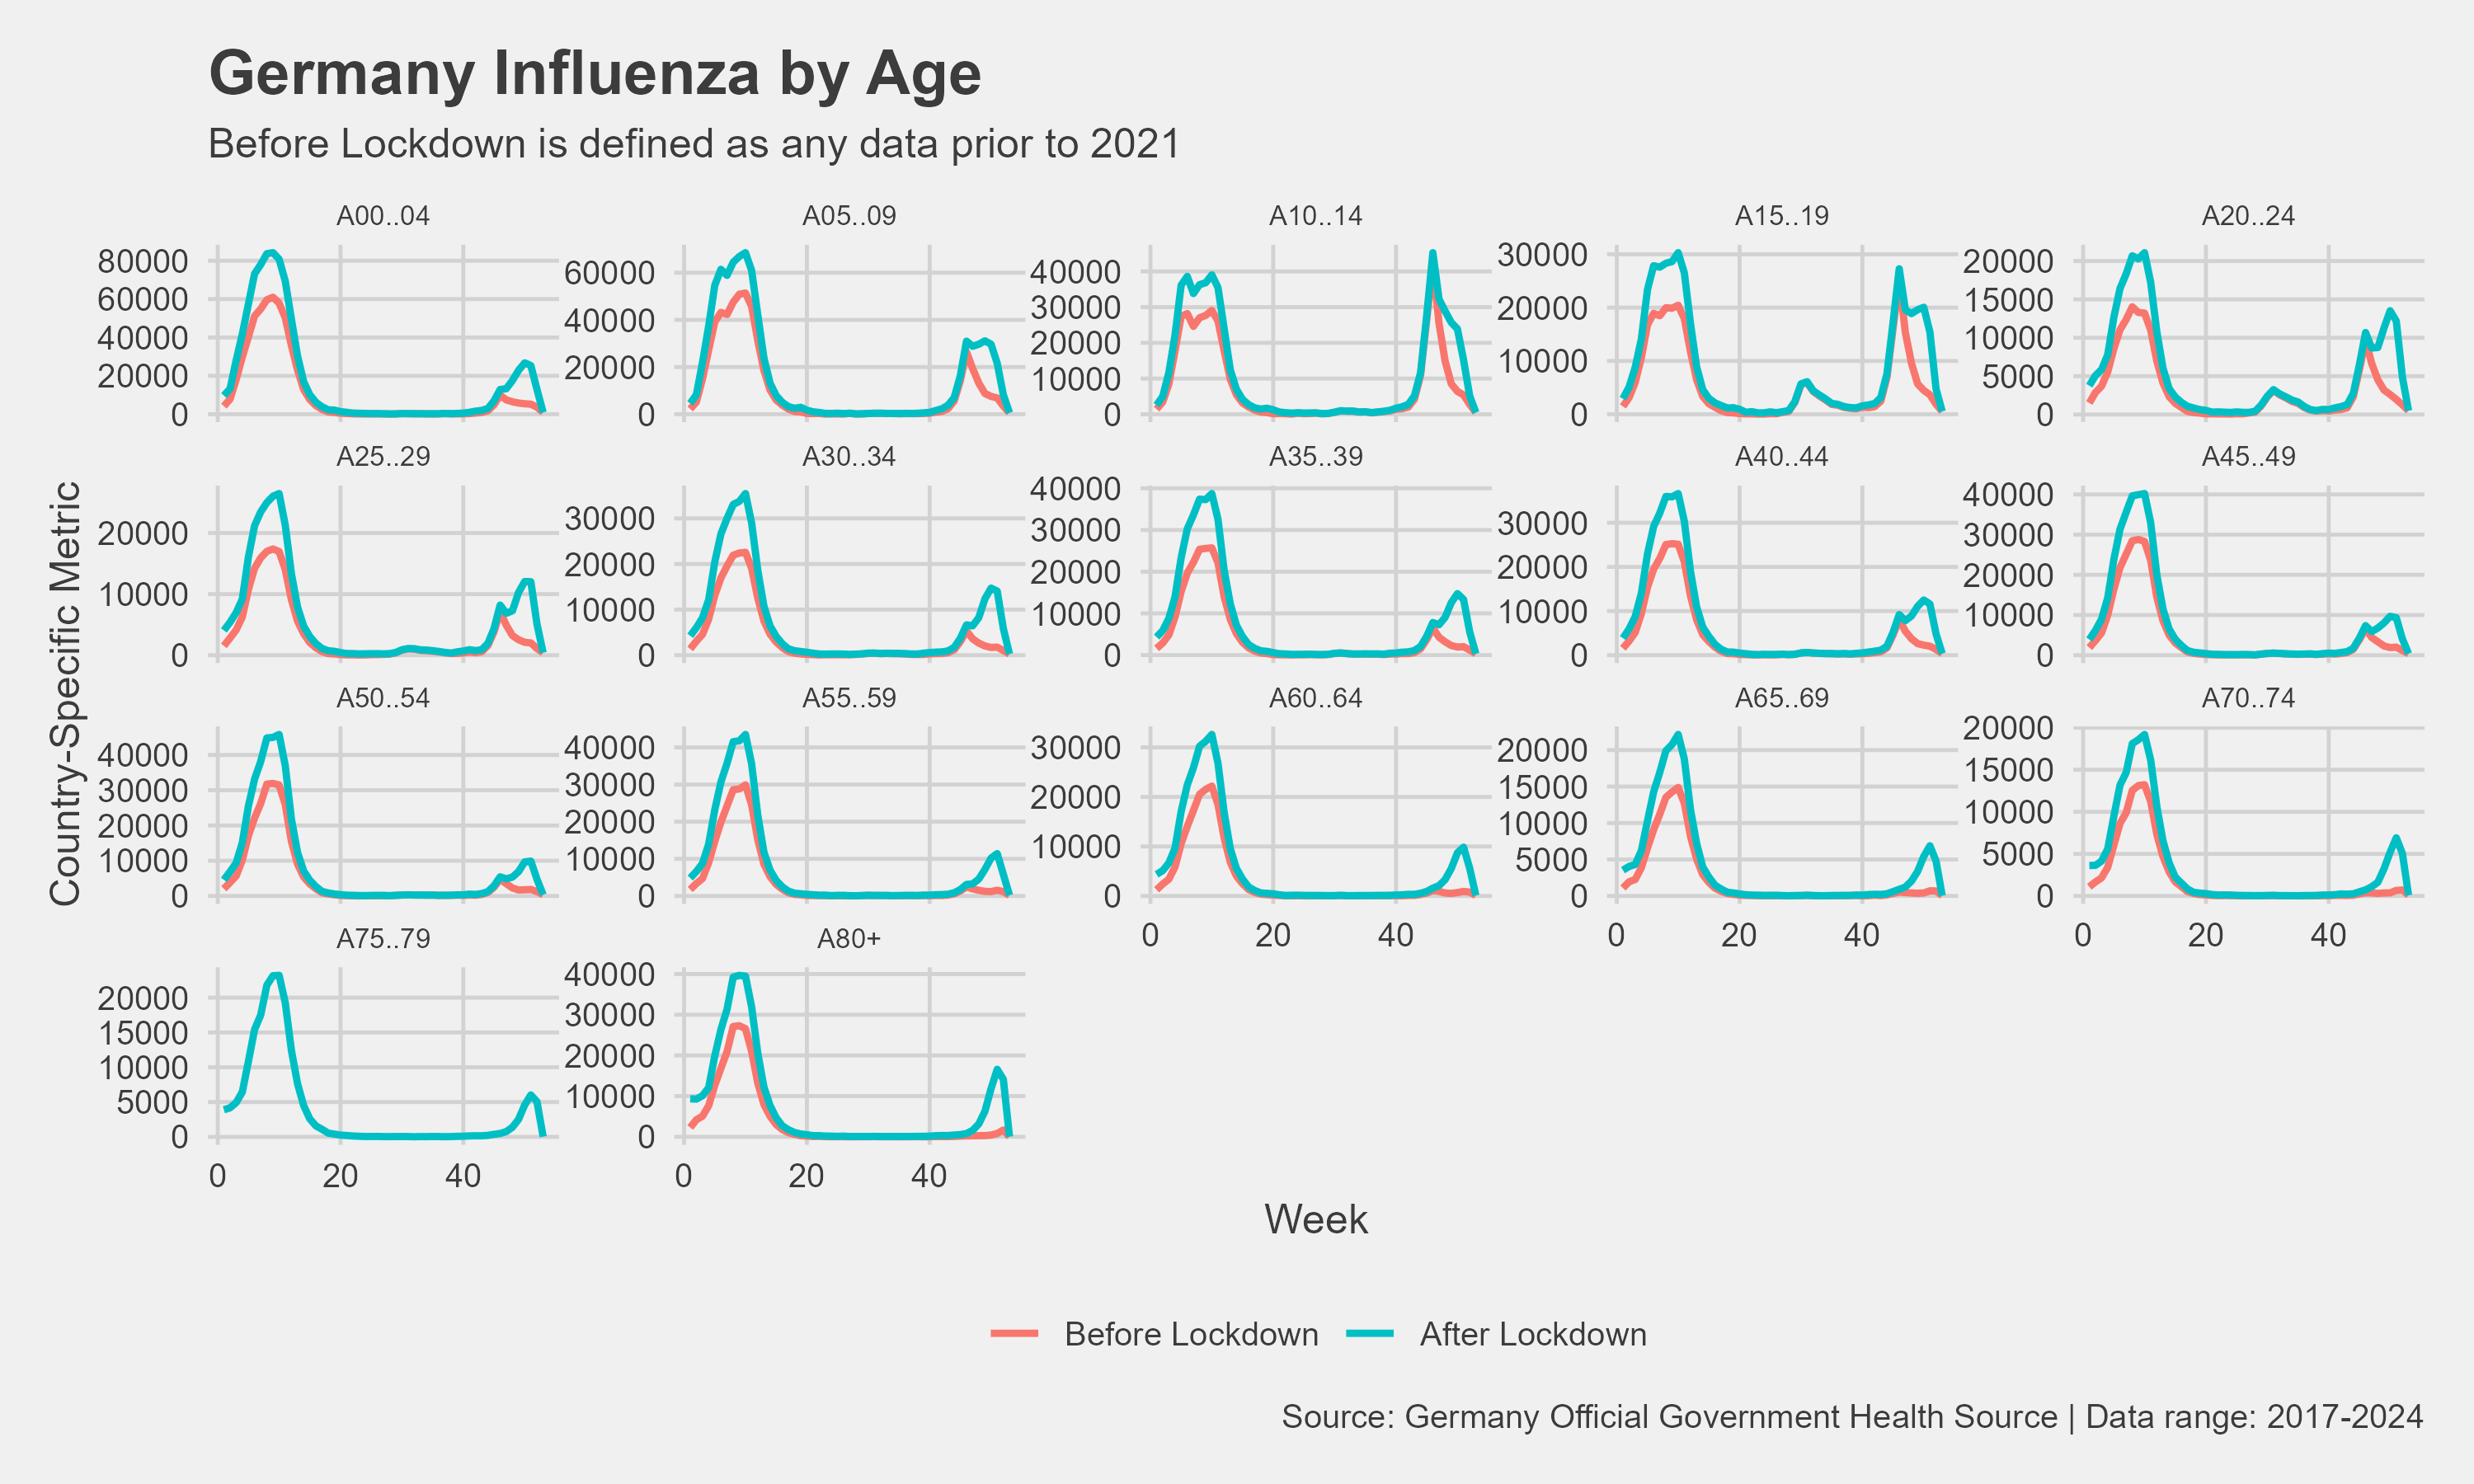 Germany Influenza by Age
Before Lockdown is defined as any data prior to 2021
A00..04 A05..09 A10..14 A15..19 A20..24
80000 60000 40000 20000 0
60000 40000 20000 0
40000 30000 20000 10000 0
30000 20000 10000 0
20000 15000 10000 5000 0
A25..29 A30..34 A35..39 A40..44 A45..49
20000 10000 0
30000 20000 10000 0
40000 30000 20000 10000 0
30000 20000 10000 0
40000 30000 20000 10000 0
Country-Specific Metric
A50..54 A55..59 A60..64 A65..69 A70..74
40000 30000 20000 10000 0
40000 30000 20000 10000 0
30000 20000 10000 0
20000 15000 10000 5000 0
20000 15000 10000 5000 0
0 20 40 0 20 40 0 20 40
A75..79 A80+
20000 15000 10000 5000 0
40000 30000 20000 10000 0
0 20 40 0 20 40
Week
Before Lockdown After Lockdown
Source: Germany Official Government Health Source | Data range: 2017-2024